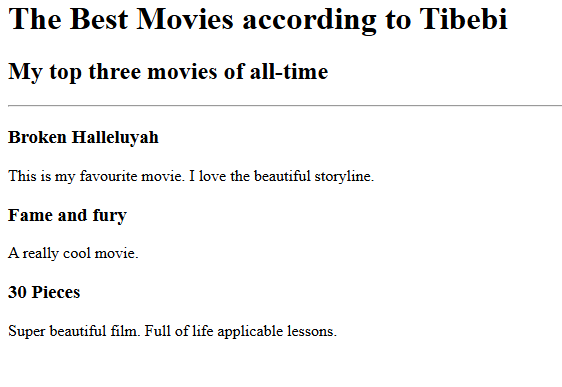 The Best Movies according to Tibebi
My top three movies of all-time
Broken Halleluyah
This is my favourite movie. I love the beautiful storyline.
Fame and fury
A really cool movie.
30 Pieces
Super beautiful film. Full of life applicable lessons.